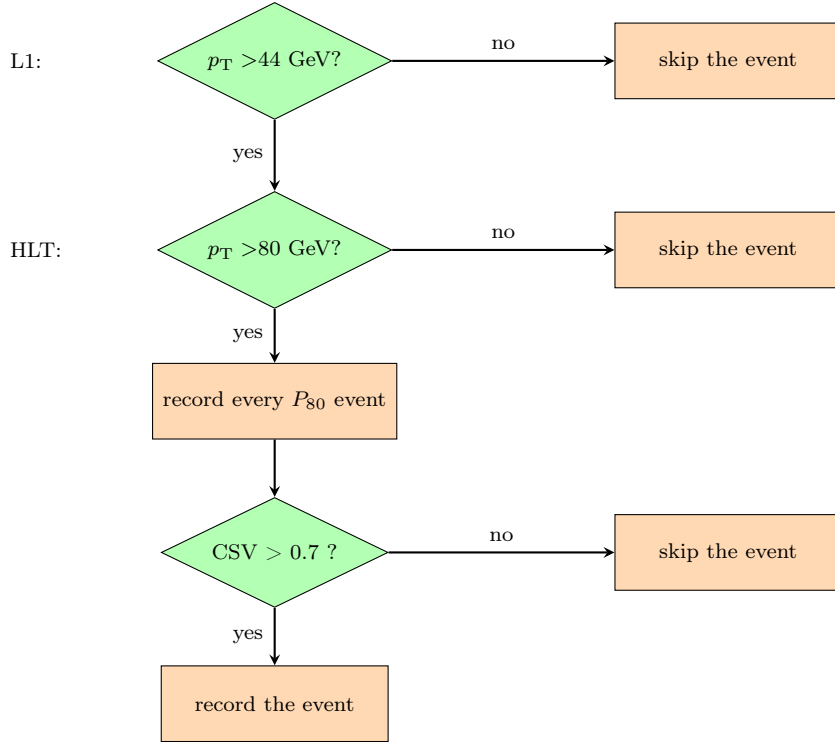 L1:
p_T >44 GeV?
no
skip the event
yes
HLT:
p_T >80 GeV?
no
skip the event
yes
record every P_80 event
CSV > 0.7 ?
no
skip the event
yes
record the event